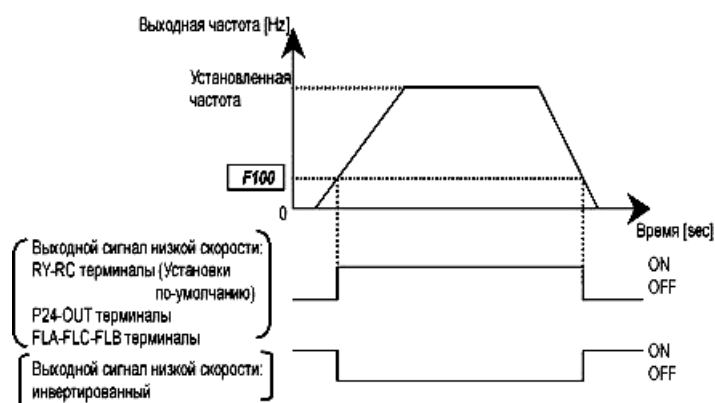 Выходная частота [Hz]
Установленная
частота
F100
0
Время [sec]
Выходной сигнал низкой скорости:
RY-RC терминалы (Установки
по-умолчанию)
P24-OUT терминалы
FLA-FLC-FLB терминалы
ON
OFF
Выходной сигнал низкой скорости:
инвертированный
ON
OFF